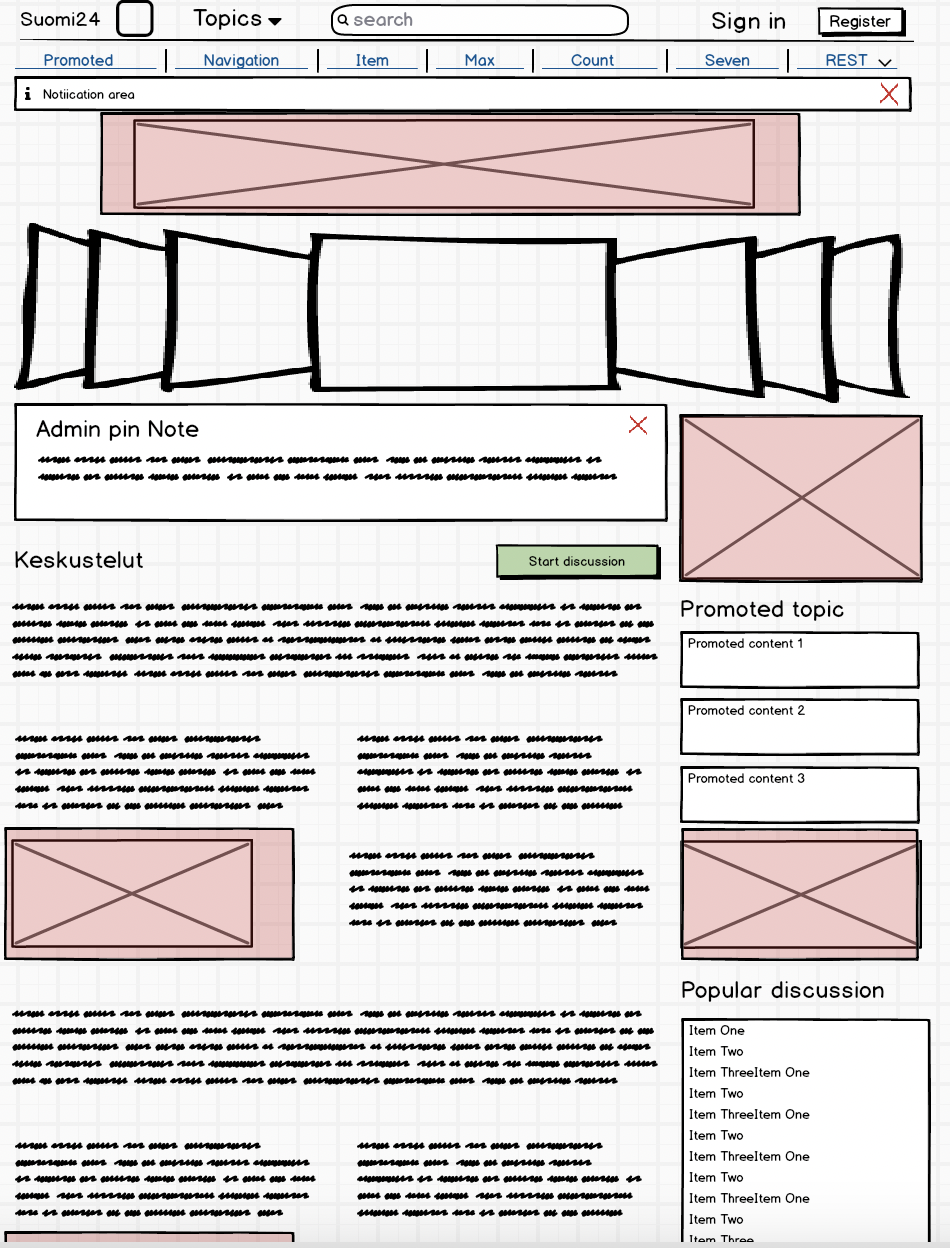 Suomi24 Topics search Sign in Register
Promoted Navigation Item Max Count Seven REST
i Notiication area
Admin pin Note
Keskustelut
Start discussion
Promoted topic
Promoted content 1
Promoted content 2
Promoted content 3
Popular discussion
Item One
Item Two
Item ThreeItem One
Item Two
Item ThreeItem One
Item Two
Item ThreeItem One
Item Two
Item ThreeItem One
Item Two
Item Three